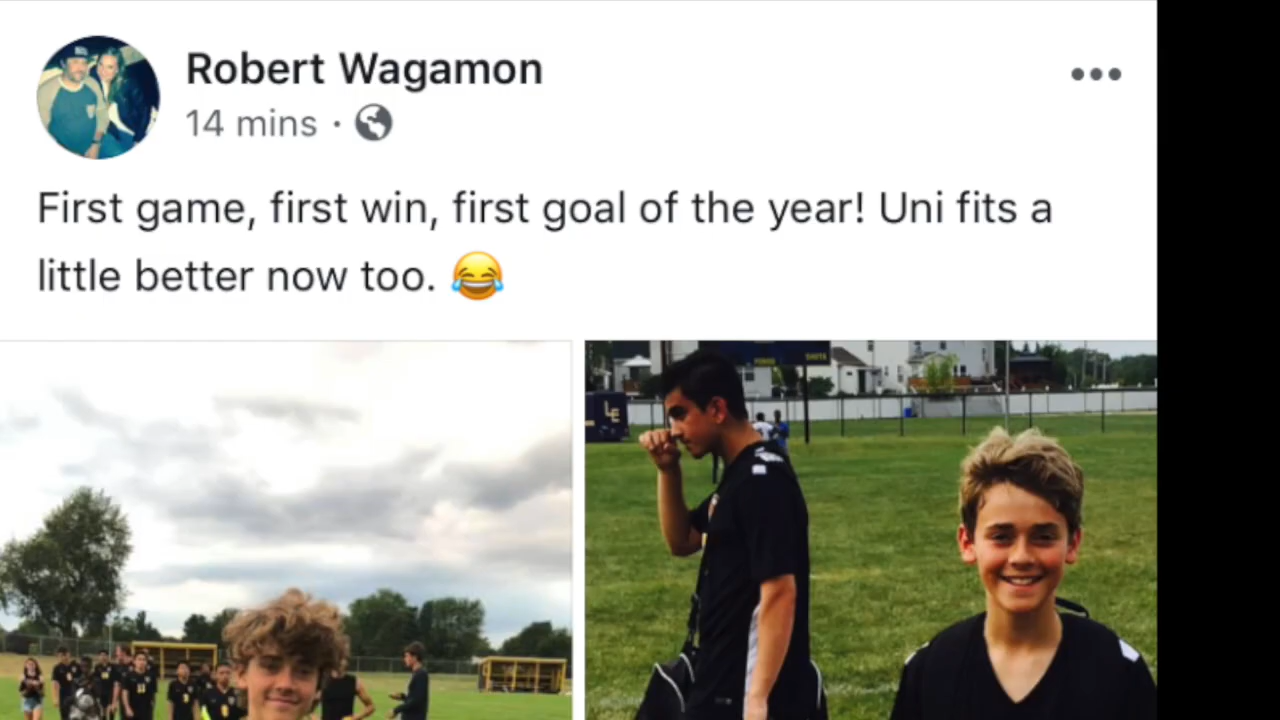 Robert Wagamon
14 mins ·
First game, first win, first goal of the year! Uni fits a
little better now too. 😂
LE